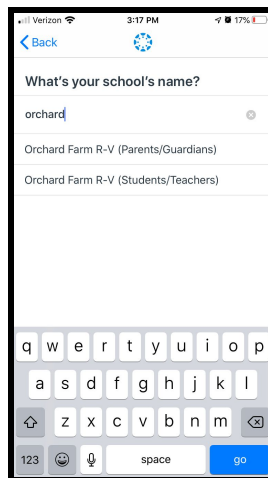 Verizon 3:17 PM 17%
Back
What's your school's name?
orchard
Orchard Farm R-V (Parents/Guardians)
Orchard Farm R-V (Students/Teachers)
q w e r t y u i o p
a s d f g h j k l
z x c v b n m
123 space go